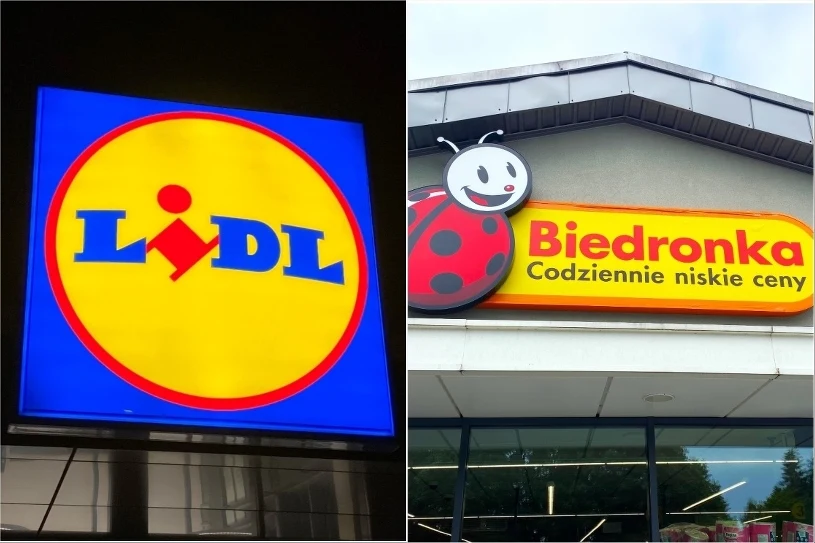 LiDL
Biedronka
Codziennie niskie ceny